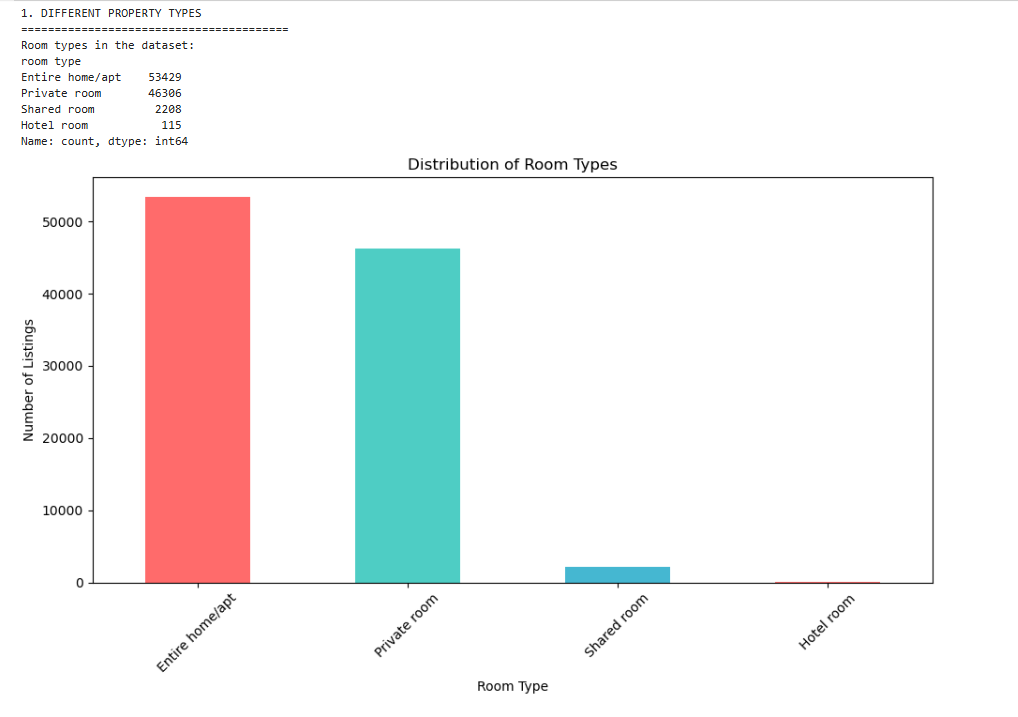 1. DIFFERENT PROPERTY TYPES
========================================
Room types in the dataset:
room type
Entire home/apt    53429
Private room       46306
Shared room         2208
Hotel room           115
Name: count, dtype: int64
Distribution of Room Types
Number of Listings
50000
40000
30000
20000
10000
0
Entire home/apt
Private room
Shared room
Hotel room
Room Type